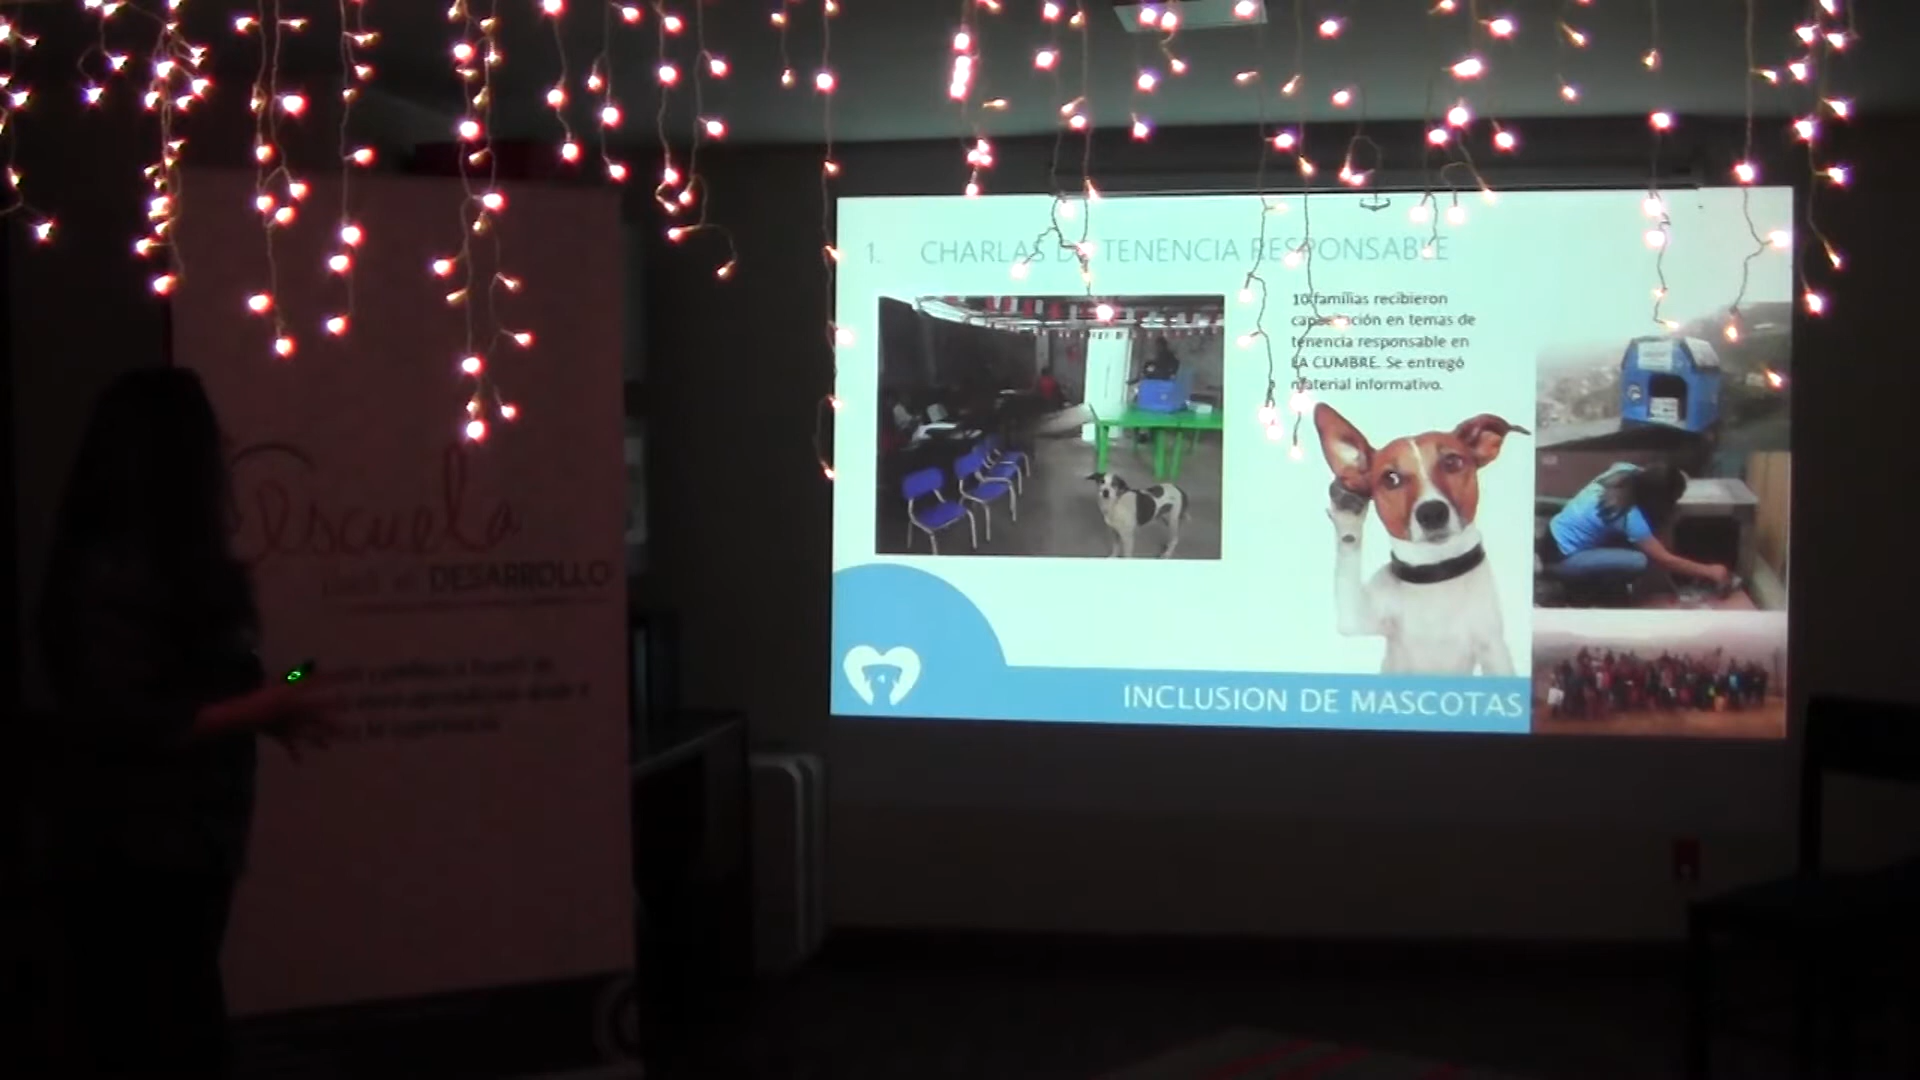 1. CHARLAS DE TENENCIA RESPONSABLE
10 familias recibieron
capacitación en temas de
tenencia responsable en
LA CUMBRE. Se entregó
material informativo.
INCLUSION DE MASCOTAS
escuela
para el DESARROLLO